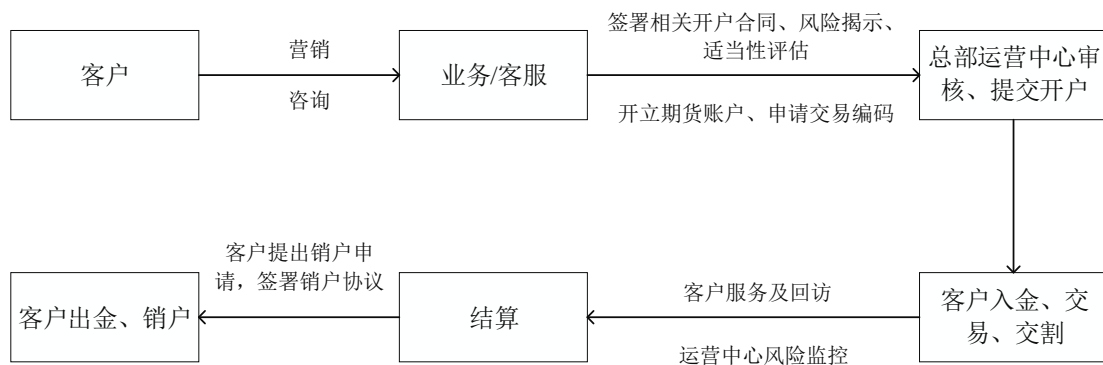 客户
营销
咨询
业务/客服
签署相关开户合同、风险揭示、
适当性评估
开立期货账户、申请交易编码
总部运营中心审
核、提交开户
客户入金、交
易、交割
客户服务及回访
运营中心风险监控
结算
客户提出销户申
请，签署销户协议
客户出金、销户